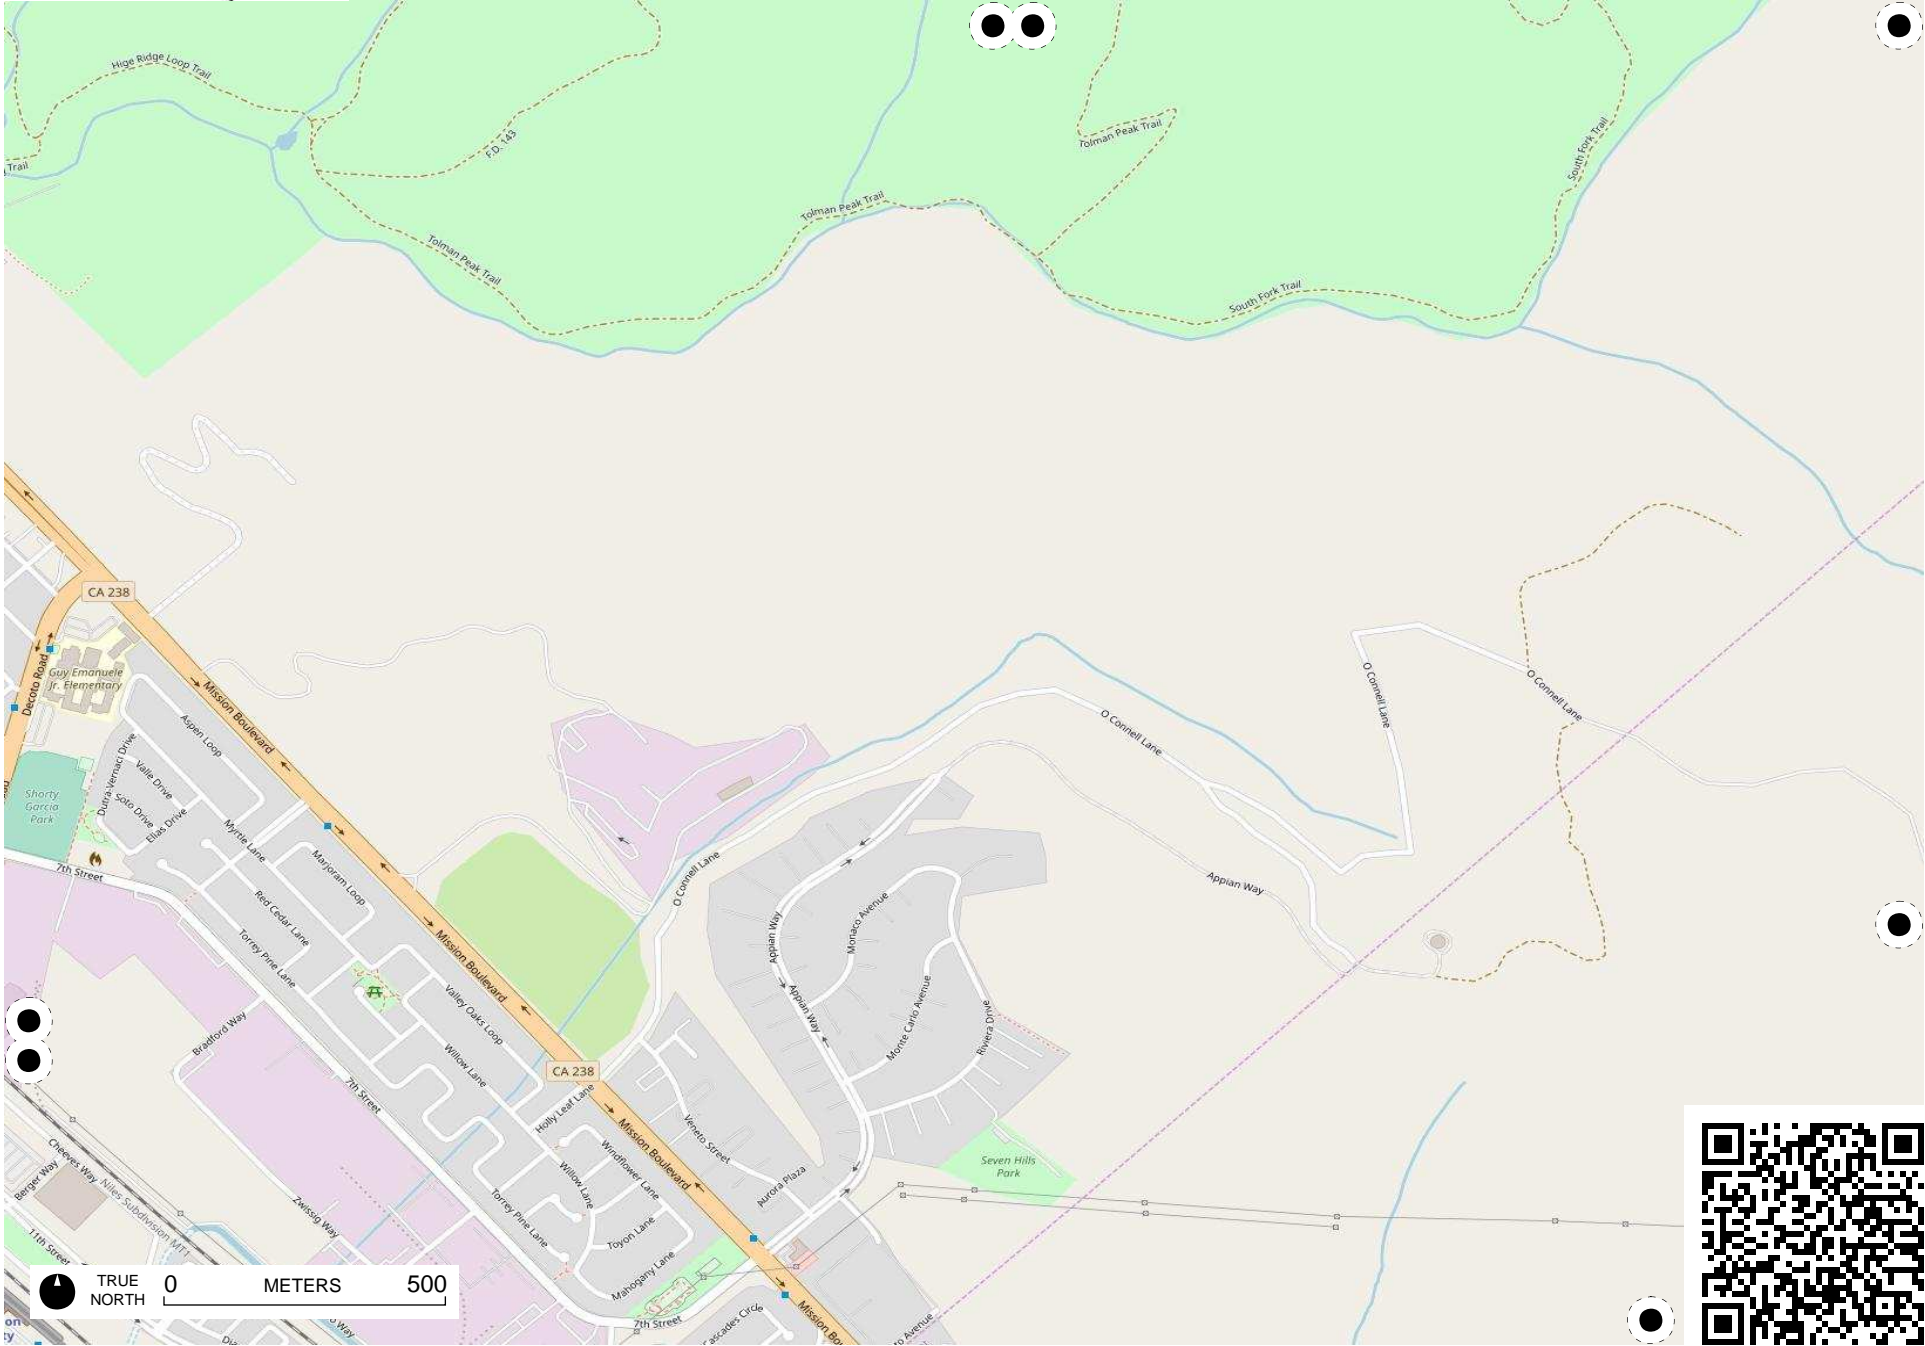 Hige Ridge Loop Trail
Trail
F.D. 143
Tolman Peak Trail
Tolman Peak Trail
Tolman Peak Trail
South Fork Trail
South Fork Trail
CA 238
Decoto Road
Guy Emanuele
Jr. Elementary
Mission Boulevard
Aspen Loop
Dutra-Vernaci Drive
Valle Drive
Soto Drive
Elias Drive
Shorty
Garcia
Park
7th Street
Myrtle Lane
Marjoram Loop
Red Cedar Lane
Torrey Pine Lane
Mission Boulevard
Valley Oaks Loop
Willow Lane
Bradford Way
7th Street
CA 238
Holly Leaf Lane
O Connell Lane
O Connell Lane
O Connell Lane
O Connell Lane
Appian Way
Appian Way
Appian Way
Monaco Avenue
Monte Carlo Avenue
Riviera Drive
Veneto Street
Mission Boulevard
Windflower Lane
Willow Lane
Aurora Plaza
Seven Hills
Park
Torrey Pine Lane
Toyon Lane
Mahogany Lane
Zwissig Way
Cheeves Way
Berger Way
Niles Subdivision MT1
11th Street
7th Street
Cascades Circle
Mission Bou
to Avenue
o Way
TRUE
NORTH
0 METERS 500